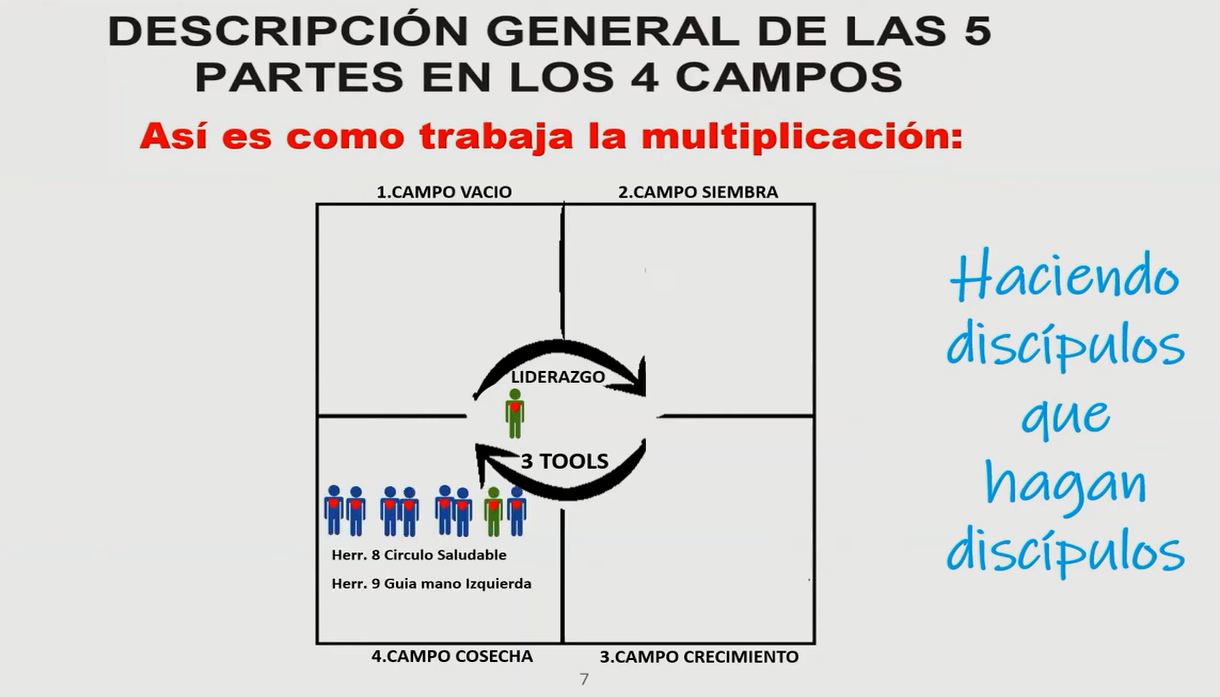 DESCRIPCIÓN GENERAL DE LAS 5
PARTES EN LOS 4 CAMPOS
Así es como trabaja la multiplicación:
1.CAMPO VACIO
2.CAMPO SIEMBRA
LIDERAZGO
3 TOOLS
Herr. 8 Circulo Saludable
Herr. 9 Guia mano Izquierda
4.CAMPO COSECHA
3.CAMPO CRECIMIENTO
Haciendo
discípulos
que
hagan
discípulos
7